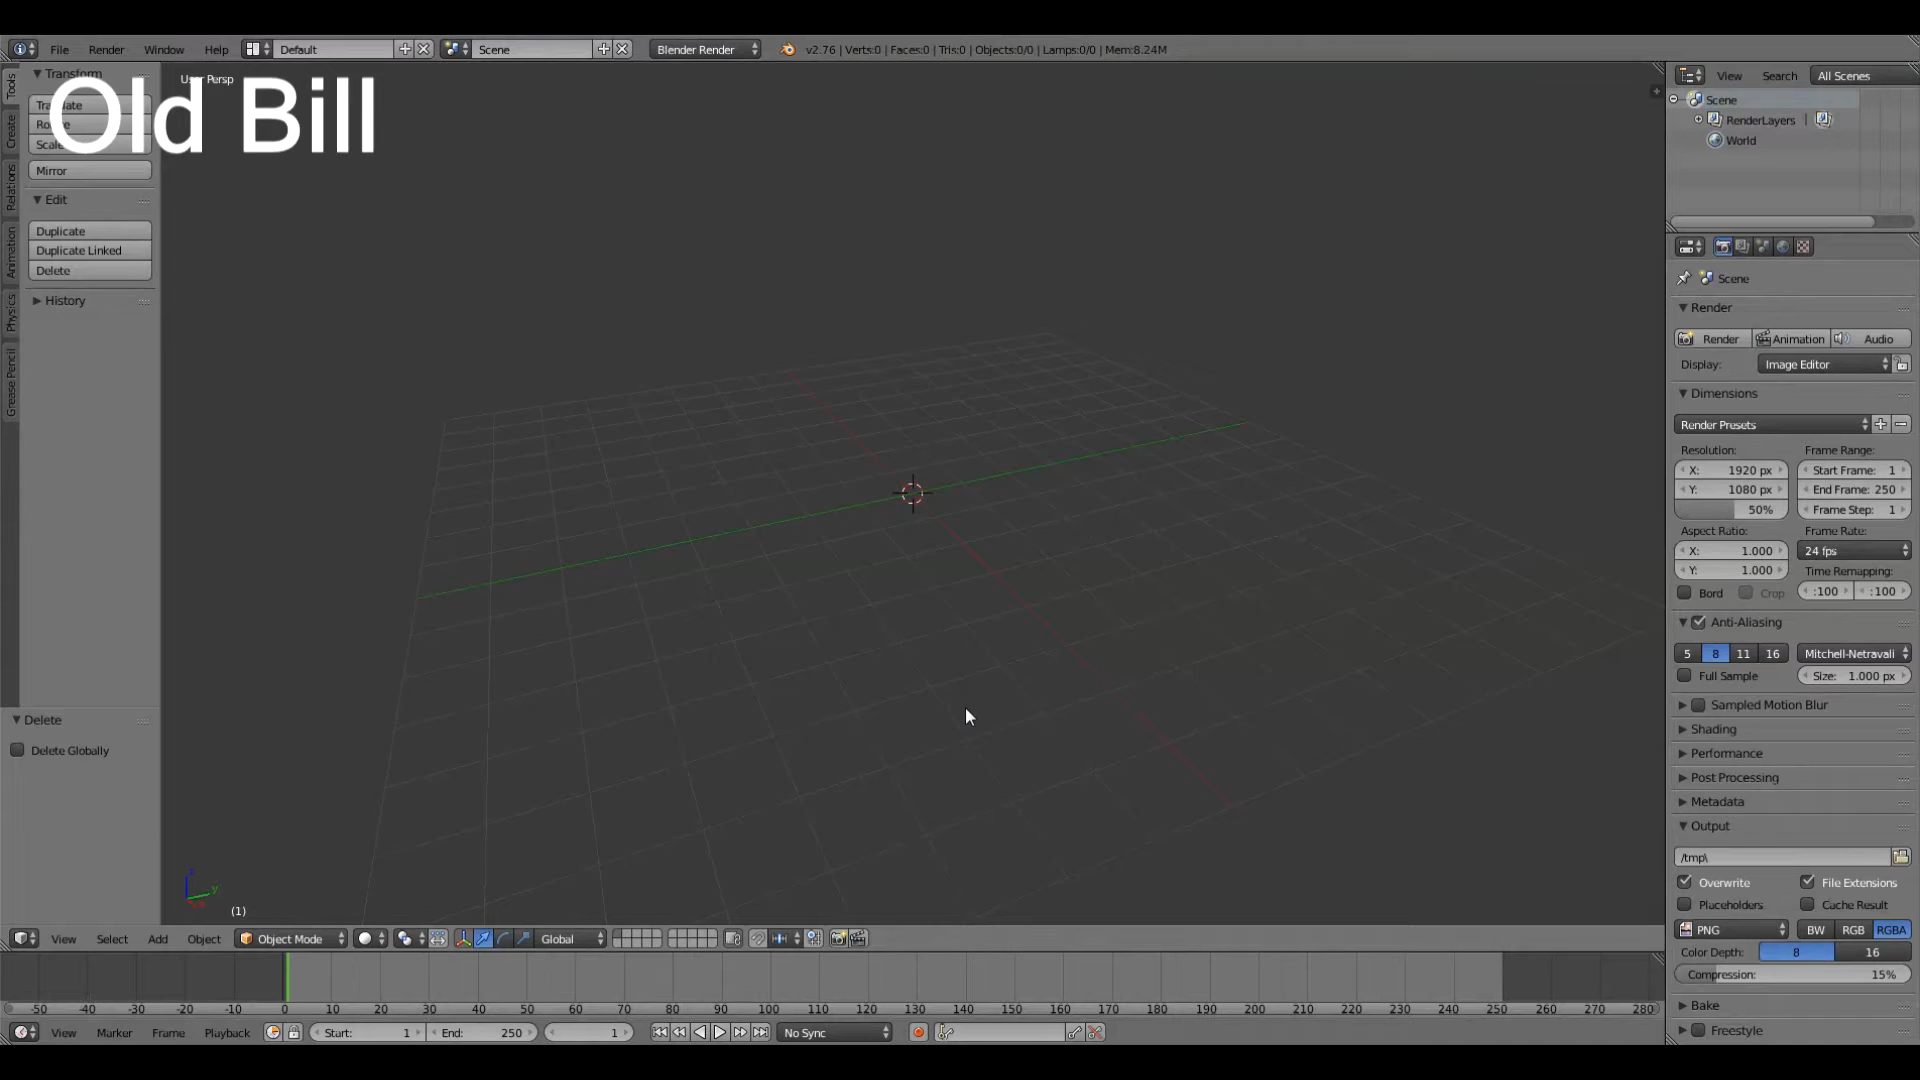 File Render Window Help Default Scene Blender Render v2.76 | Verts:0 | Faces:0 | Tris:0 | Objects:0/0 | Lamps:0/0 | Mem:8.24M
Old Bill
User Persp
Tools
Create
Relations
Animation
Physics
Grease Pencil
Transform
Translate
Rotate
Scale
Mirror
Edit
Duplicate
Duplicate Linked
Delete
History
Delete
Delete Globally
z
y
x
(1)
View Select Add Object Object Mode Global
-50 -40 -30 -20 -10 0 10 20 30 40 50 60 70 80 90 100 110 120 130 140 150 160 170 180 190 200 210 220 230 240 250 260 270 280
View Marker Frame Playback Start: 1 End: 250 1 No Sync
View Search All Scenes
Scene
RenderLayers |
World
Scene
Render
Render Animation Audio
Display: Image Editor
Dimensions
Render Presets
Resolution: Frame Range:
X: 1920 px Start Frame: 1
Y: 1080 px End Frame: 250
50% Frame Step: 1
Aspect Ratio: Frame Rate:
X: 1.000 24 fps
Y: 1.000 Time Remapping:
Bord Crop :100 :100
Anti-Aliasing
5 8 11 16 Mitchell-Netravali
Full Sample Size: 1.000 px
Sampled Motion Blur
Shading
Performance
Post Processing
Metadata
Output
/tmp\
Overwrite File Extensions
Placeholders Cache Result
PNG BW RGB RGBA
Color Depth: 8 16
Compression: 15%
Bake
Freestyle